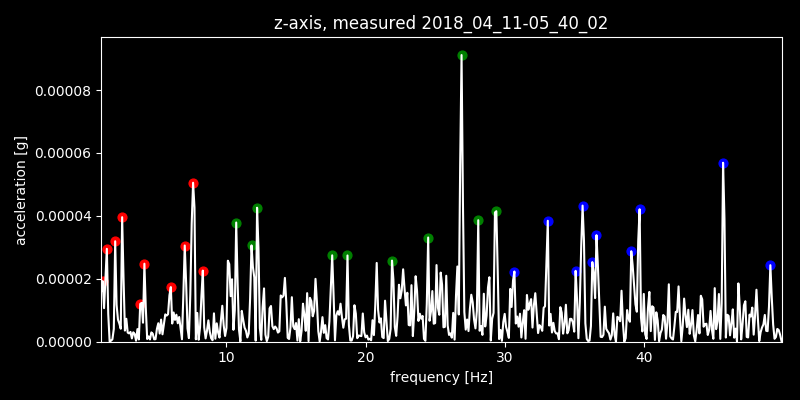 z-axis, measured 2018_04_11-05_40_02
acceleration [g]
0.00008
0.00006
0.00004
0.00002
0.00000
10 20 30 40
frequency [Hz]